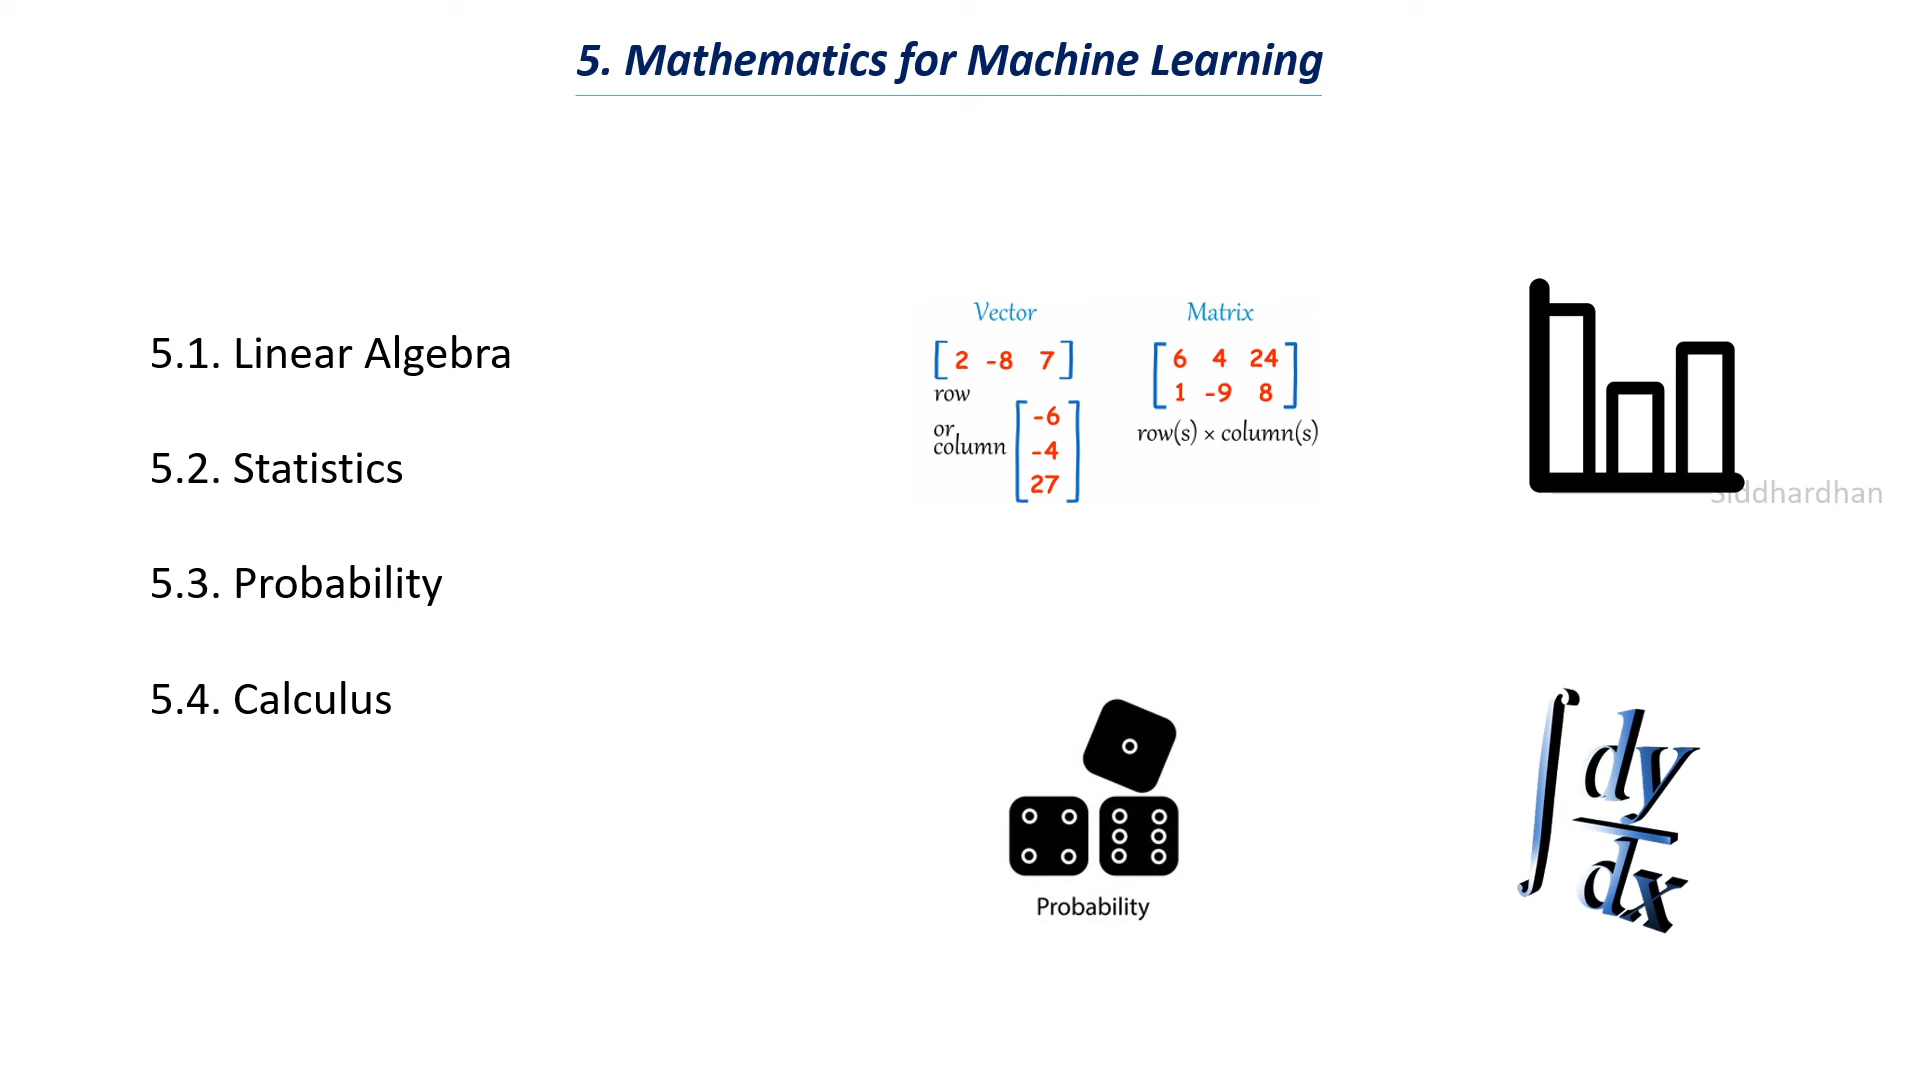 5. Mathematics for Machine Learning
5.1. Linear Algebra
5.2. Statistics
5.3. Probability
5.4. Calculus
Vector
[2 -8 7]
row
or
column
-6
-4
27
Matrix
6 4 24
1 -9 8
row(s) × column(s)
Siddhardhan
Probability
∫ dy
dx